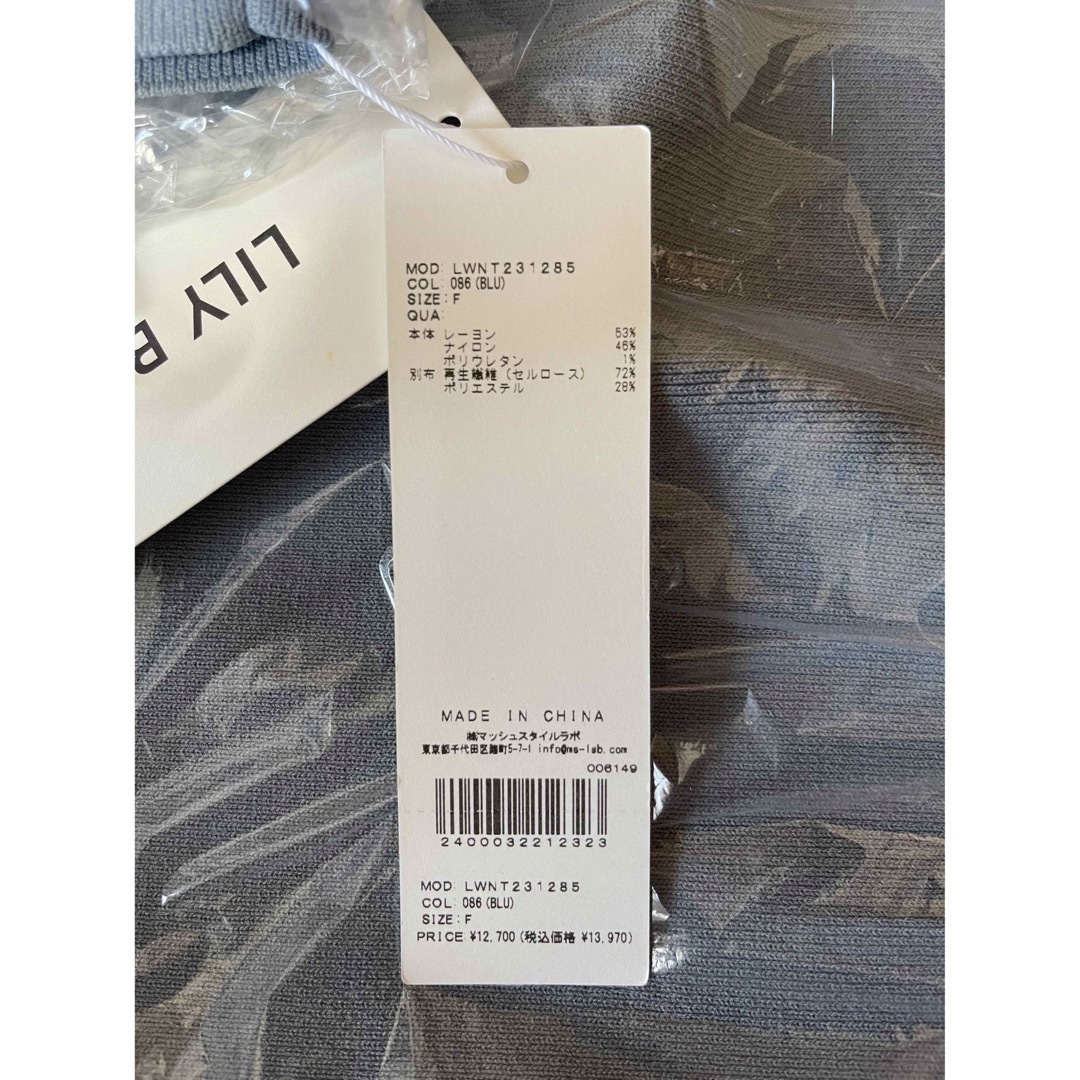 LILY B
MOD: LWNT231285
COL: 086(BLU)
SIZE: F
QUA:
本体 レーヨン 53%
ナイロン 46%
ポリウレタン 1%
別布 再生繊維(セルロース) 72%
ポリエステル 28%
MADE IN CHINA
㈱マッシュスタイルラボ
東京都千代田区麹町5-7-1 info@ms-lab.com
006149
2400032212323
MOD: LWNT231285
COL: 086(BLU)
SIZE: F
PRICE: ¥12,700(税込価格 ¥13,970)